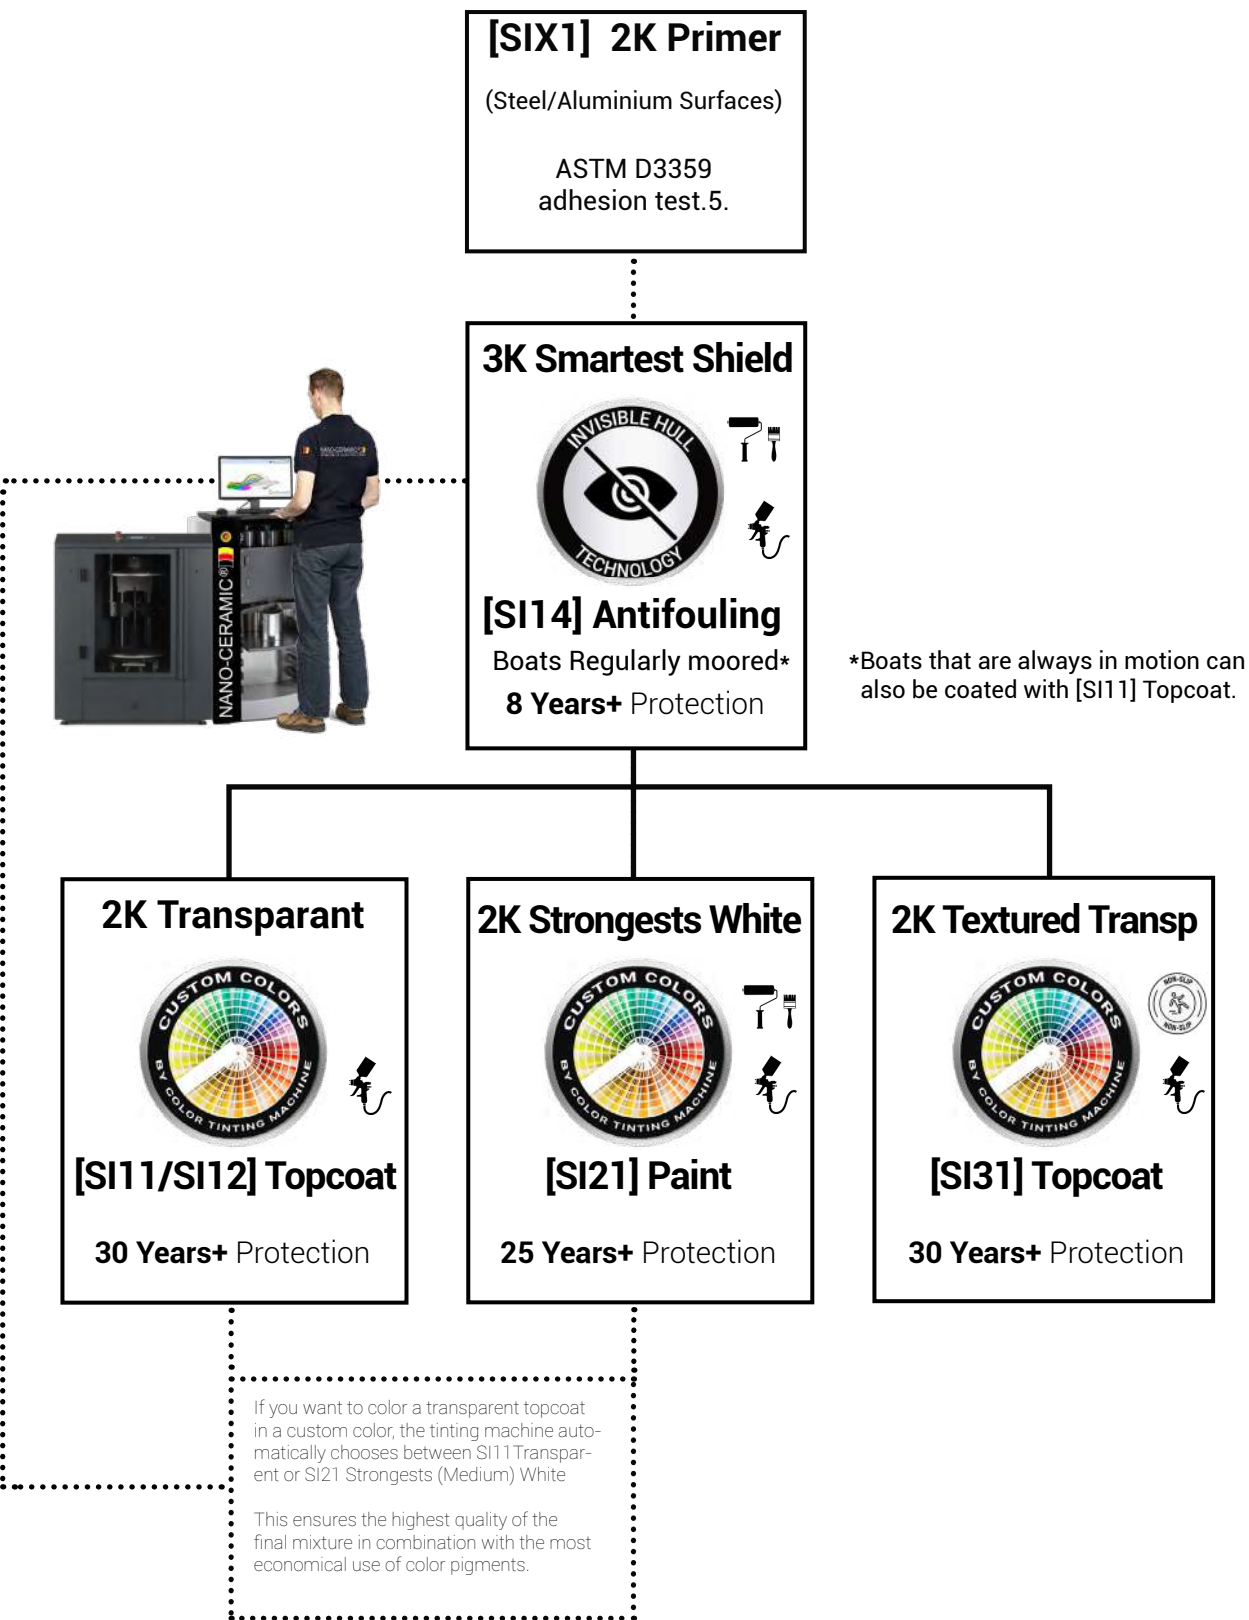 [SIX1] 2K Primer
(Steel/Aluminium Surfaces)
ASTM D3359
adhesion test.5.
3K Smartest Shield
INVISIBLE HULL
TECHNOLOGY
[SI14] Antifouling
Boats Regularly moored*
8 Years+ Protection
*Boats that are always in motion can
also be coated with [SI11] Topcoat.
NANO-CERAMIC®
NANO-CERAMIC®
2K Transparant
CUSTOM COLORS
BY COLOR TINTING MACHINE
[SI11/SI12] Topcoat
30 Years+ Protection
2K Strongests White
CUSTOM COLORS
BY COLOR TINTING MACHINE
[SI21] Paint
25 Years+ Protection
2K Textured Transp
CUSTOM COLORS
BY COLOR TINTING MACHINE
NON-SLIP
NON-SLIP
[SI31] Topcoat
30 Years+ Protection
If you want to color a transparent topcoat
in a custom color, the tinting machine auto-
matically chooses between SI11Transpar-
ent or SI21 Strongests (Medium) White
This ensures the highest quality of the
final mixture in combination with the most
economical use of color pigments.